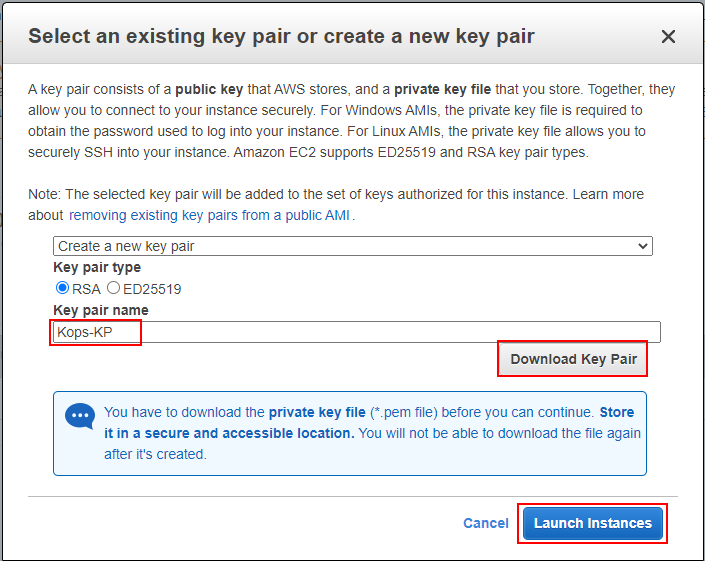 Select an existing key pair or create a new key pair
A key pair consists of a public key that AWS stores, and a private key file that you store. Together, they
allow you to connect to your instance securely. For Windows AMIs, the private key file is required to
obtain the password used to log into your instance. For Linux AMIs, the private key file allows you to
securely SSH into your instance. Amazon EC2 supports ED25519 and RSA key pair types.
Note: The selected key pair will be added to the set of keys authorized for this instance. Learn more
about removing existing key pairs from a public AMI .
Create a new key pair
Key pair type
RSA ED25519
Key pair name
Kops-KP
Download Key Pair
You have to download the private key file (*.pem file) before you can continue. Store
it in a secure and accessible location. You will not be able to download the file again
after it's created.
Cancel Launch Instances